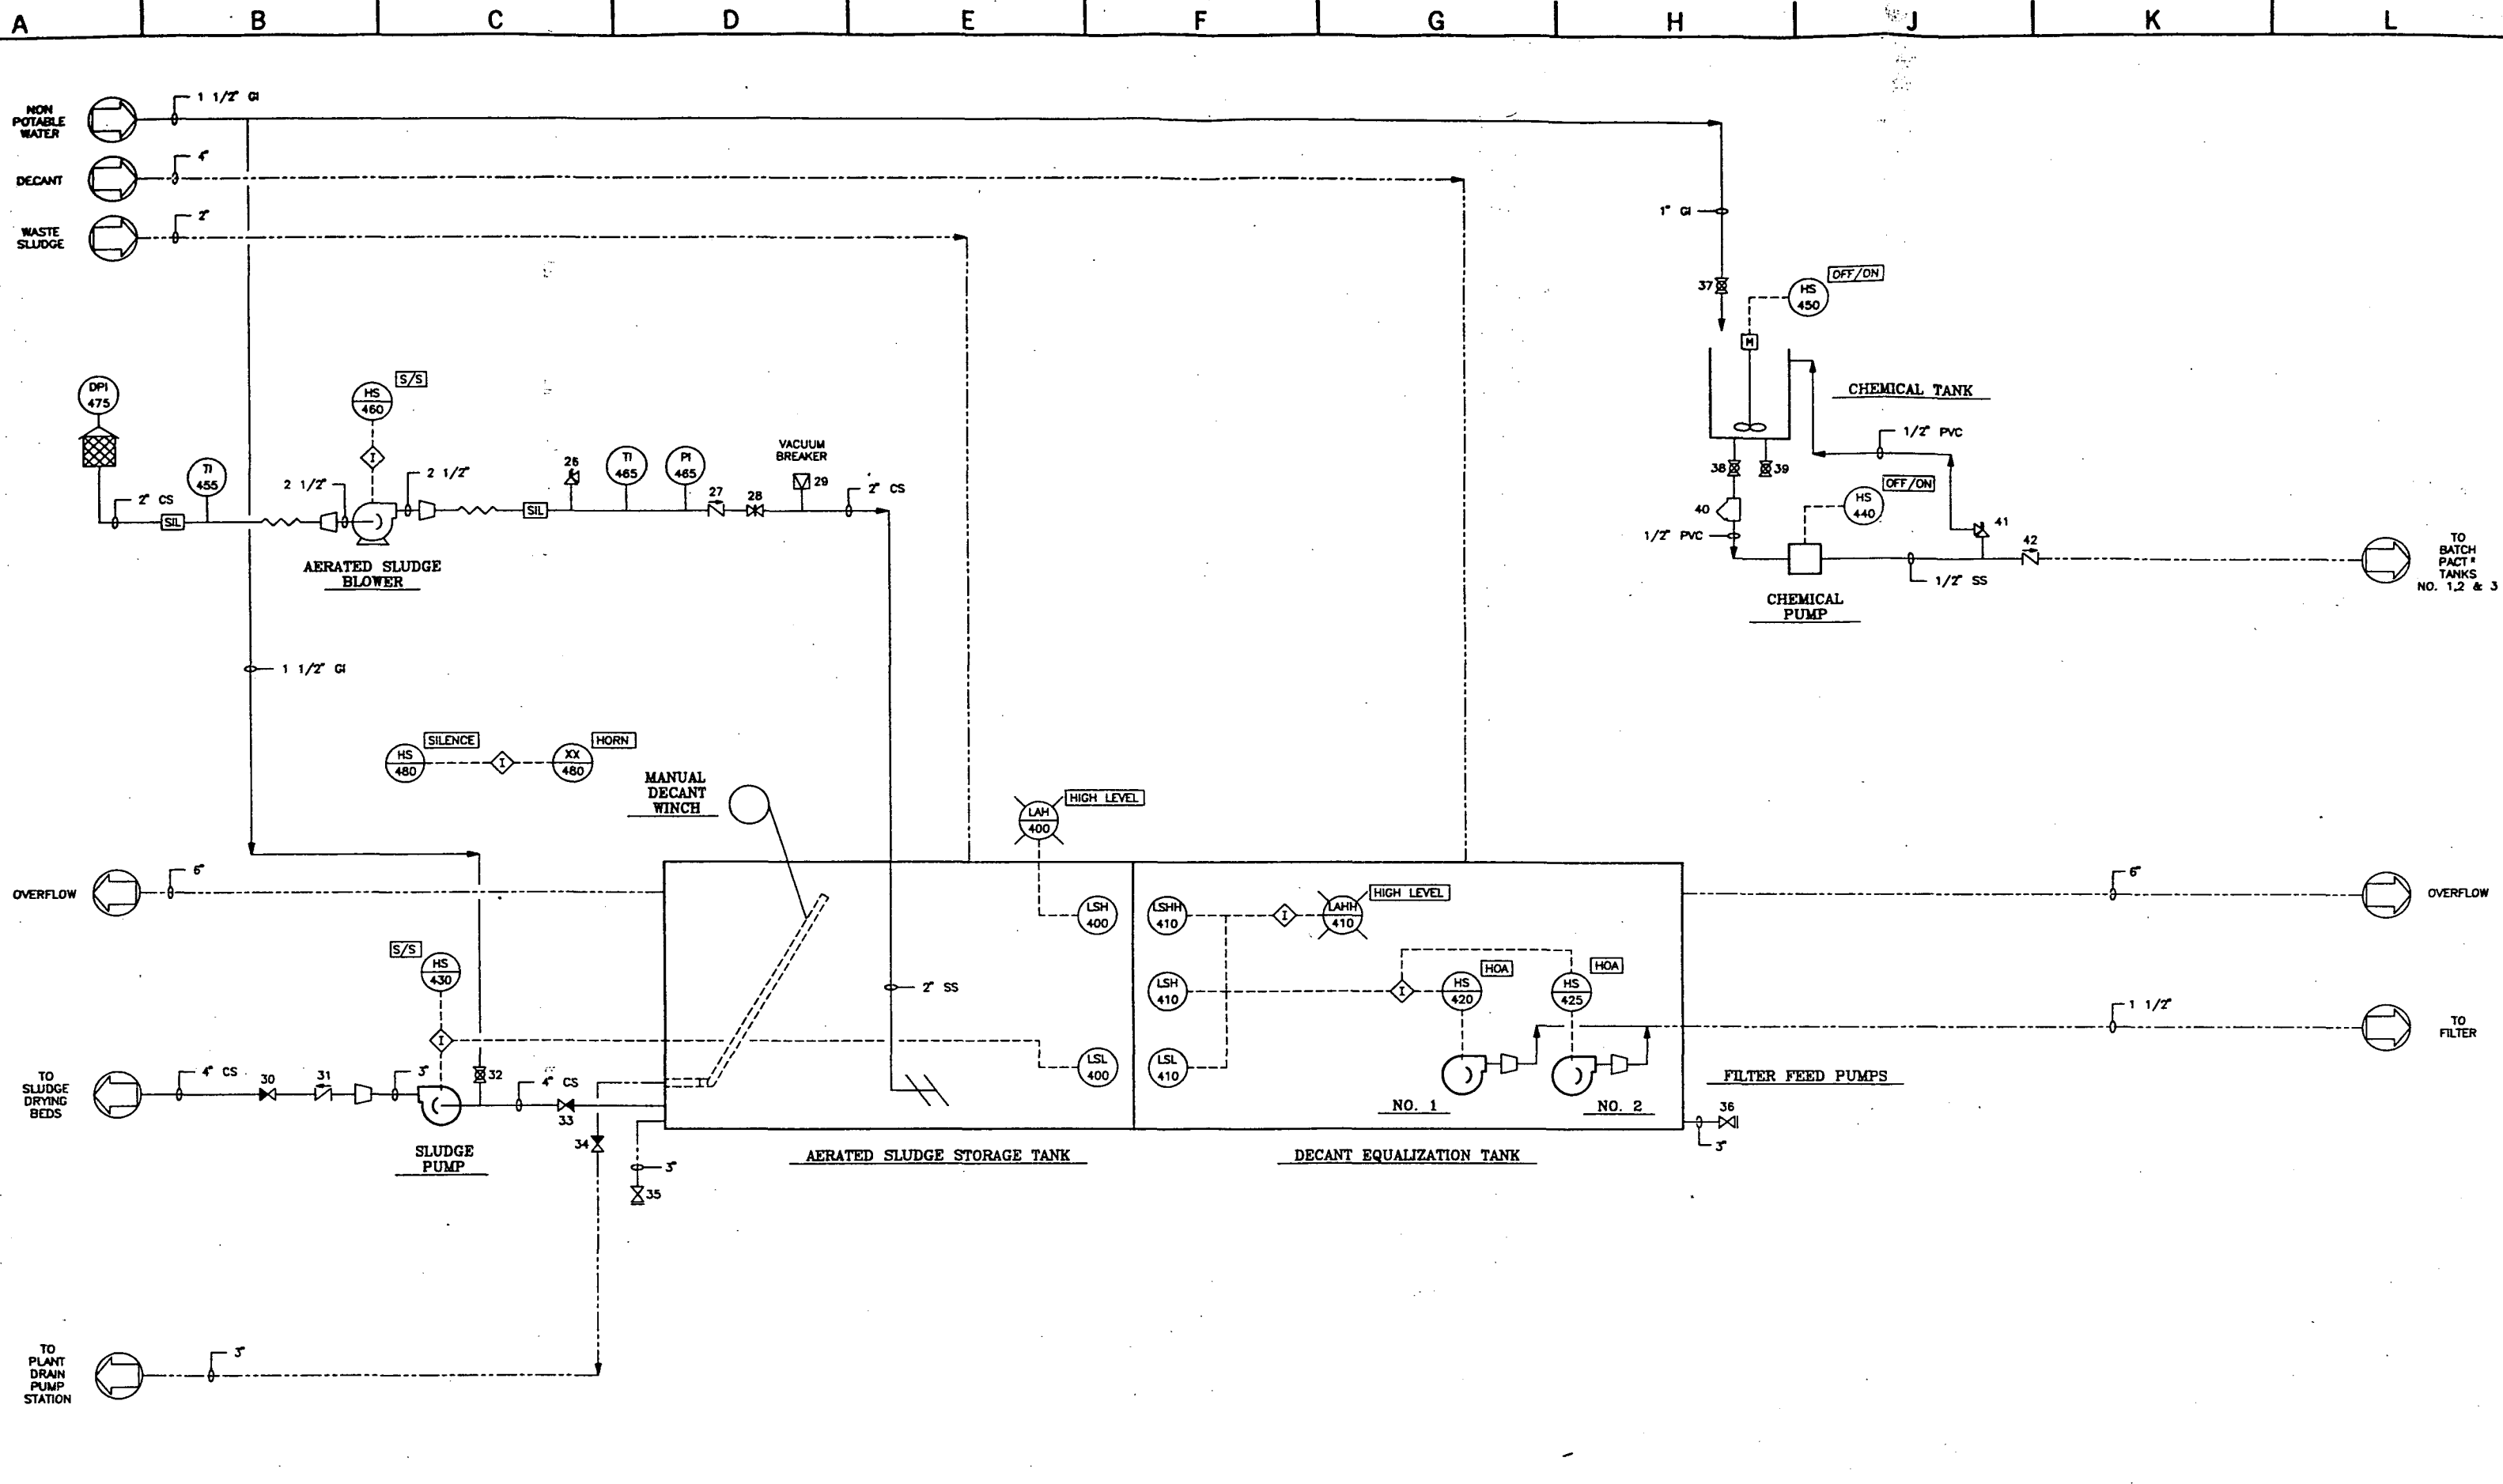 A B C D E F G H J K L
NON
POTABLE
WATER
1 1/2" GI
DECANT
4"
WASTE
SLUDGE
2"
1" GI
37
HS
450
OFF/ON
M
CHEMICAL TANK
1/2" PVC
38
39
40
1/2" PVC
HS
440
OFF/ON
41
42
1/2" SS
CHEMICAL
PUMP
TO
BATCH
PACT®
TANKS
NO. 1,2 & 3
DPI
475
2" CS
SIL
TI
455
2 1/2"
HS
460
S/S
I
2 1/2"
SIL
26
TI
465
PI
465
27
28
VACUUM
BREAKER
29
2" CS
AERATED SLUDGE
BLOWER
1 1/2" GI
HS
480
SILENCE
I
XX
480
HORN
MANUAL
DECANT
WINCH
LAH
400
HIGH LEVEL
OVERFLOW
6"
LSH
400
LSHH
410
I
LAHH
410
HIGH LEVEL
6"
OVERFLOW
S/S
HS
430
I
2" SS
LSH
410
I
HS
420
HOA
HS
425
HOA
1 1/2"
TO
FILTER
LSL
400
LSL
410
TO
SLUDGE
DRYING
BEDS
4" CS
30
31
3"
32
4" CS
33
34
SLUDGE
PUMP
3"
35
AERATED SLUDGE STORAGE TANK
DECANT EQUALIZATION TANK
NO. 1
NO. 2
FILTER FEED PUMPS
36
3"
TO
PLANT
DRAIN
PUMP
STATION
3"